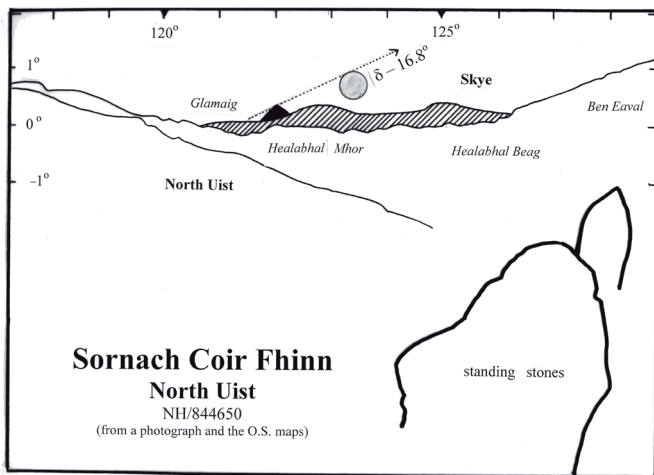 120°
125°
1°
0°
–1°
δ – 16.8°
Skye
Glamaig
Ben Eaval
Healabhal Mhor
Healabhal Beag
North Uist
standing stones
Sornach Coir Fhinn
North Uist
NH/844650
(from a photograph and the O.S. maps)